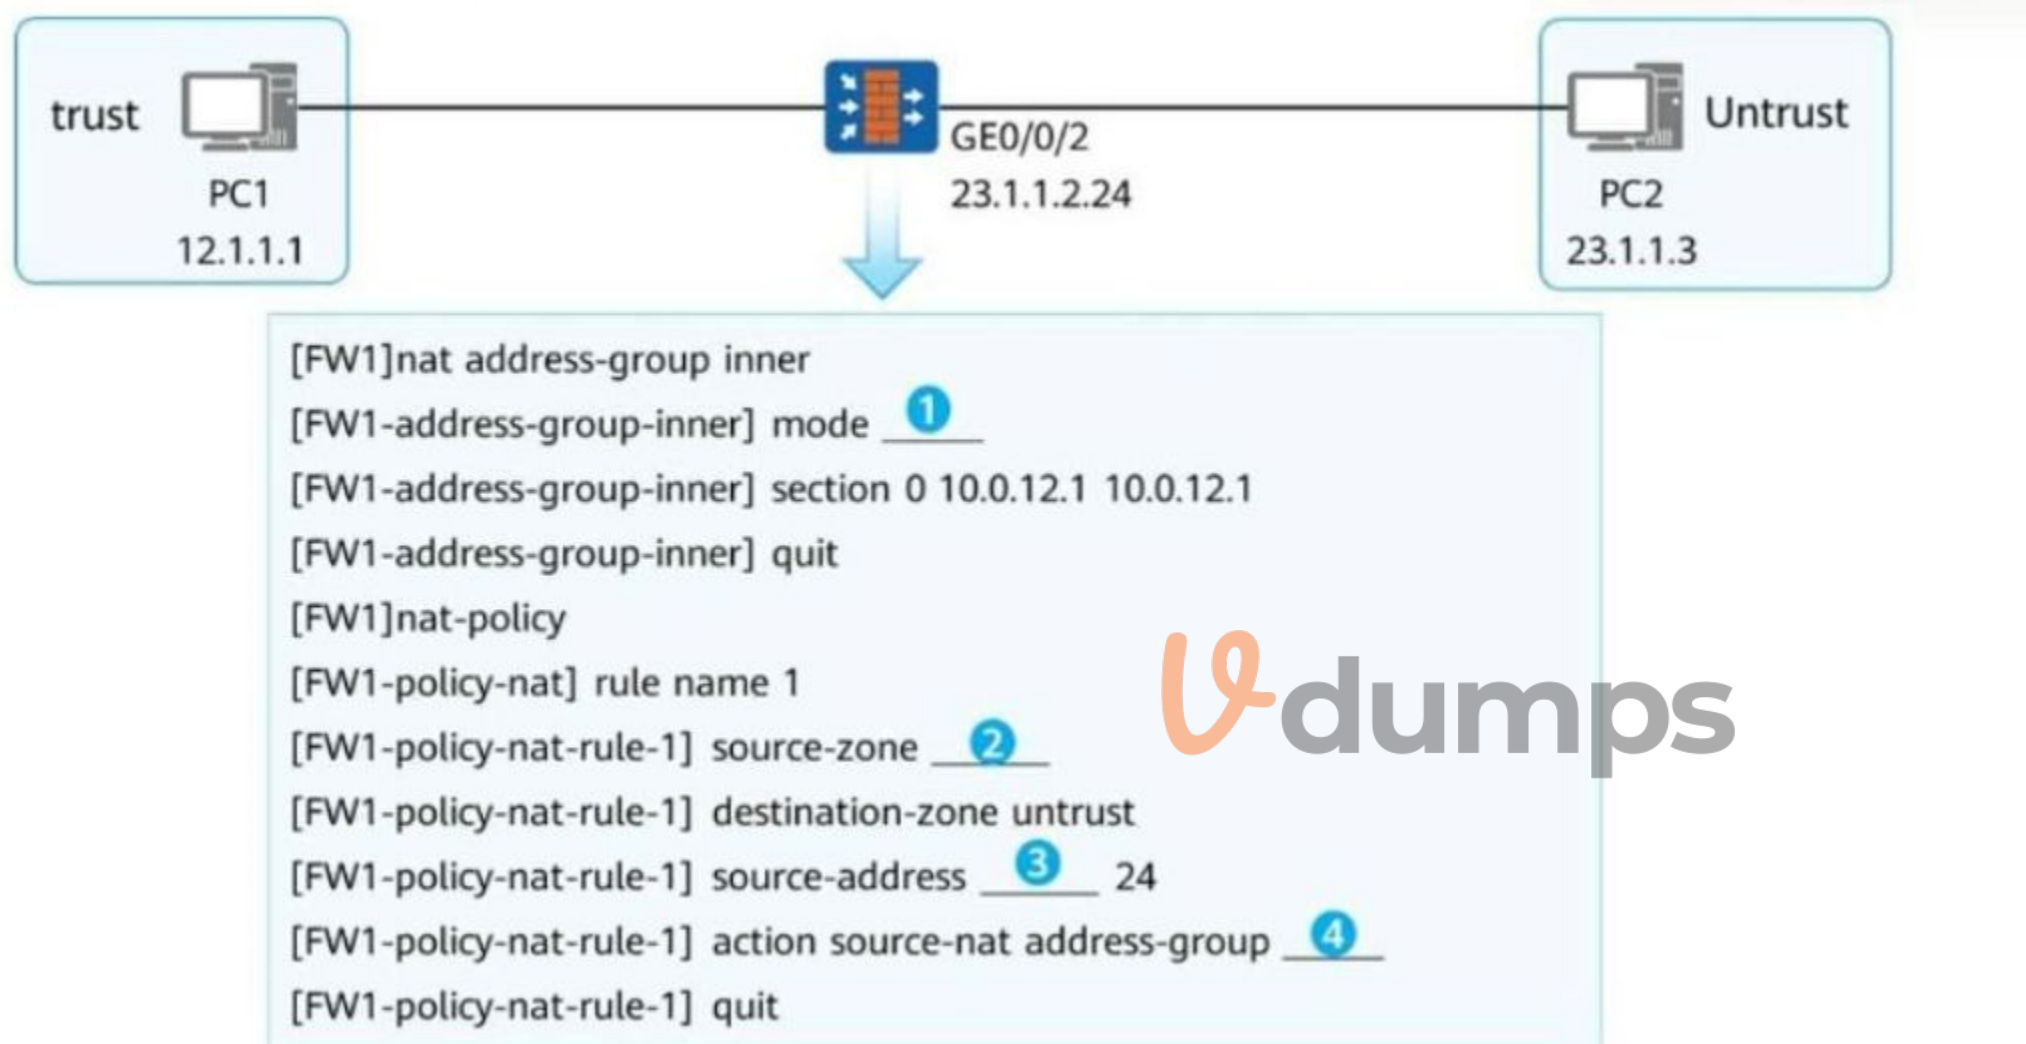 trust
PC1
12.1.1.1
GE0/0/2
23.1.1.2.24
Untrust
PC2
23.1.1.3
[FW1]nat address-group inner
[FW1-address-group-inner] mode ____ 1
[FW1-address-group-inner] section 0 10.0.12.1 10.0.12.1
[FW1-address-group-inner] quit
[FW1]nat-policy
[FW1-policy-nat] rule name 1
[FW1-policy-nat-rule-1] source-zone ____ 2
[FW1-policy-nat-rule-1] destination-zone untrust
[FW1-policy-nat-rule-1] source-address ____ 3 24
[FW1-policy-nat-rule-1] action source-nat address-group ____ 4
[FW1-policy-nat-rule-1] quit
Vdumps